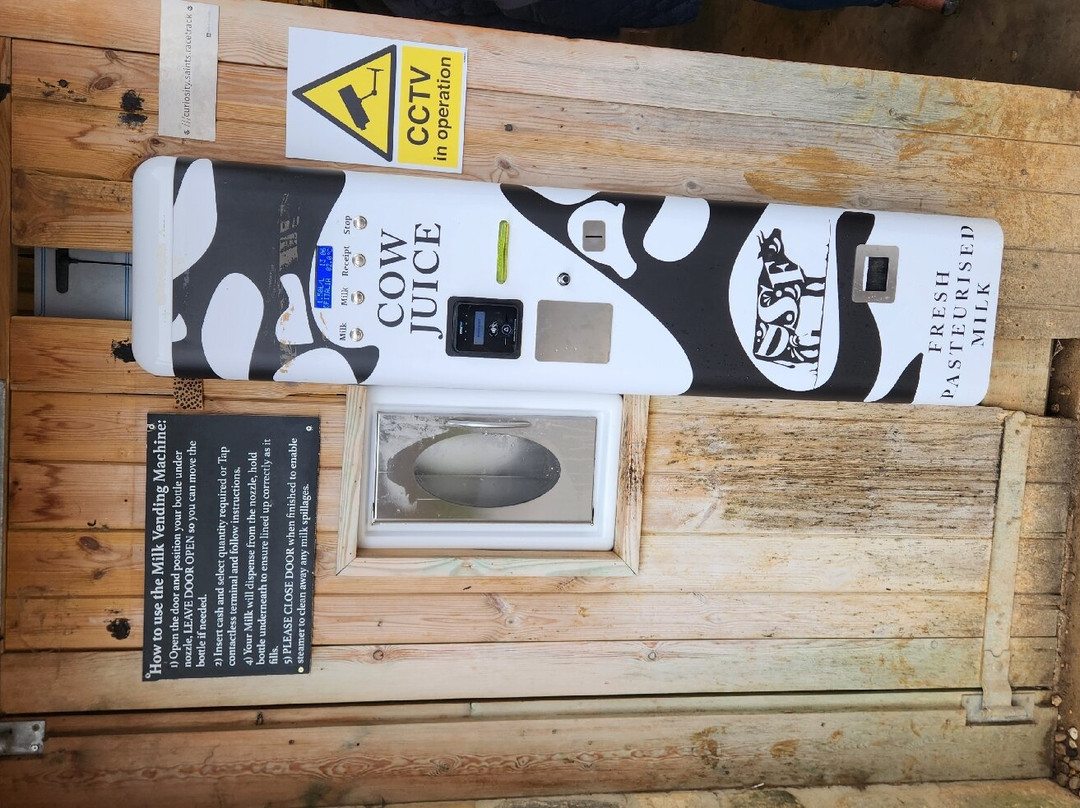 ///curiosity.saints.racetrack
CCTV
in operation
Milk Milk Receipt Stop
COW
JUICE
FRESH
PASTEURISED
MILK
How to use the Milk Vending Machine:
1) Open the door and position your bottle under
nozzle, LEAVE DOOR OPEN so you can move the
bottle if needed.
2) Insert cash and select quantity required or Tap
contactless terminal and follow instructions.
4) Your Milk will dispense from the nozzle, hold
bottle underneath to ensure lined up correctly as it
fills.
5) PLEASE CLOSE DOOR when finished to enable
steamer to clean away any milk spillages.